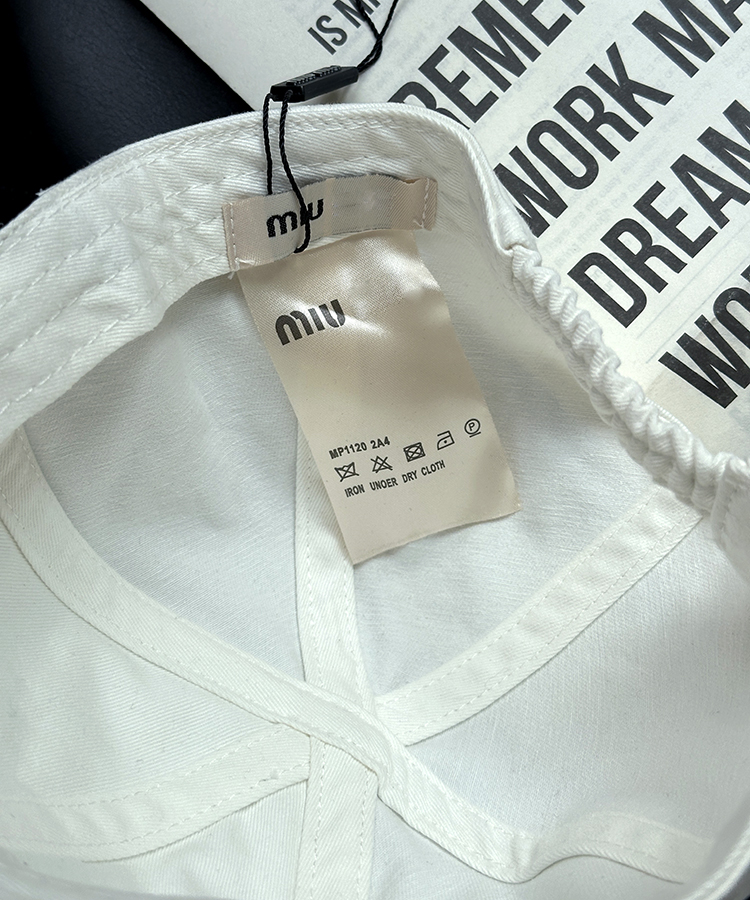 IS M
REMEN
WORK MA
DREAM
WO
miu
miu
MP1120 2A4
P
IRON UNOER DRY CLOTH